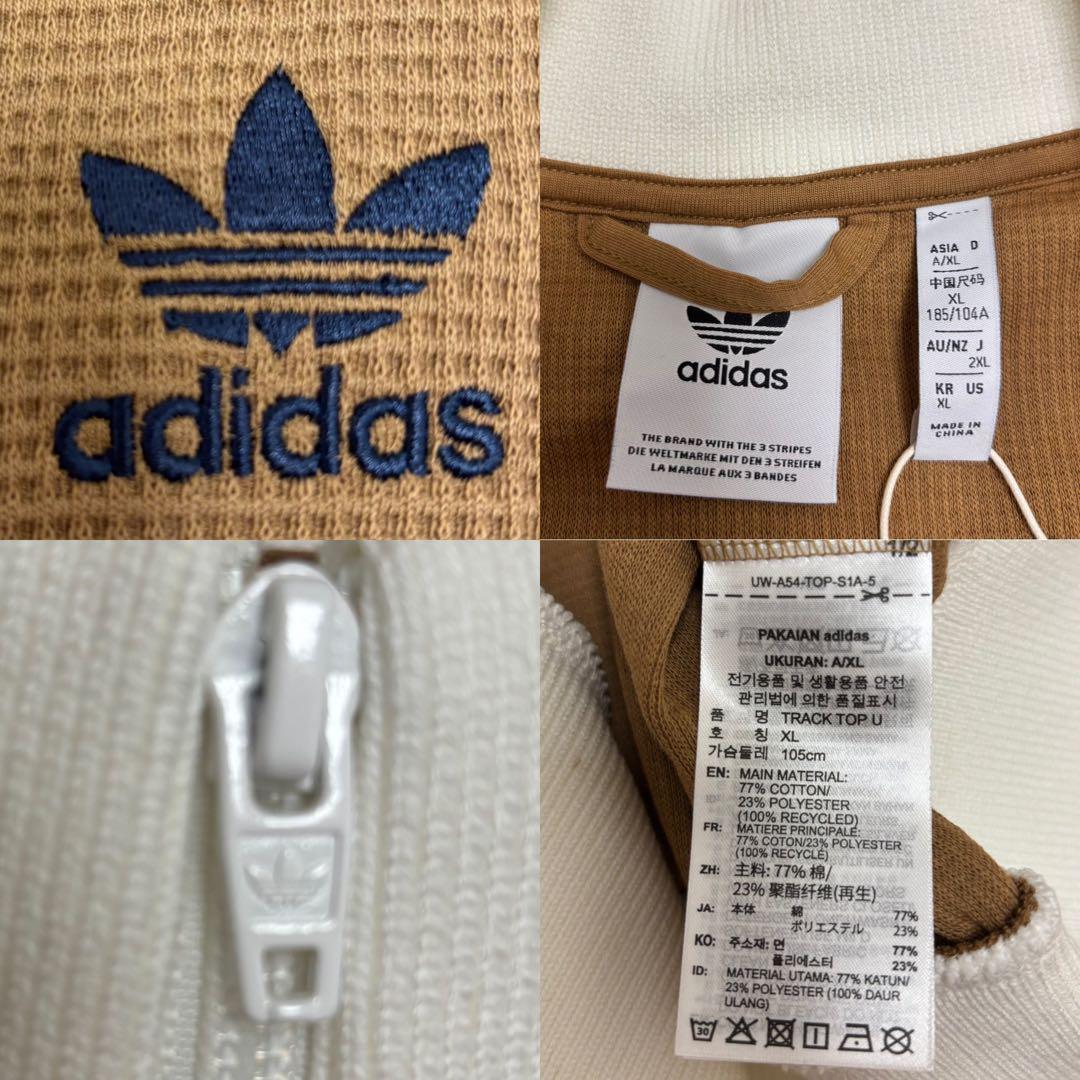 adidas
adidas
THE BRAND WITH THE 3 STRIPES
DIE WELTMARKE MIT DEN 3 STREIFEN
LA MARQUE AUX 3 BANDES
ASIA D
A/XL
中国尺码
XL
185/104A
AU/NZ J
2XL
KR US
XL
MADE IN
CHINA
1/2
UW-A54-TOP-S1A-5
PAKAIAN adidas
UKURAN: A/XL
전기용품 및 생활용품 안전
관리법에 의한 품질표시
품 명 TRACK TOP U
호 칭 XL
가슴둘레 105cm
EN: MAIN MATERIAL:
77% COTTON/
23% POLYESTER
(100% RECYCLED)
FR: MATIERE PRINCIPALE:
77% COTON/23% POLYESTER
(100% RECYCLÉ)
ZH: 主料: 77% 棉/
23% 聚酯纤维(再生)
JA: 本体 綿 77%
ポリエステル 23%
KO: 주소재: 면 77%
폴리에스터 23%
ID: MATERIAL UTAMA: 77% KATUN/
23% POLYESTER (100% DAUR
ULANG)
30